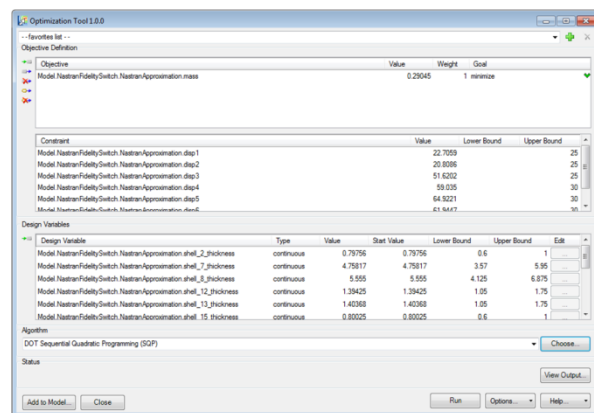 Optimization Tool 1.0.0
--favorites list--
Objective Definition
Objective Value Weight Goal
Model.NastranFidelitySwitch.NastranApproximation.mass 0.29045 1 minimize
Constraint Value Lower Bound Upper Bound
Model.NastranFidelitySwitch.NastranApproximation.disp1 22.7059 25
Model.NastranFidelitySwitch.NastranApproximation.disp2 20.8086 25
Model.NastranFidelitySwitch.NastranApproximation.disp3 51.6202 25
Model.NastranFidelitySwitch.NastranApproximation.disp4 59.035 30
Model.NastranFidelitySwitch.NastranApproximation.disp5 64.9221 30
Model.NastranFidelitySwitch.NastranApproximation.disp6 61.9447 30
Design Variables
Design Variable Type Value Start Value Lower Bound Upper Bound Edit
Model.NastranFidelitySwitch.NastranApproximation.shell_2_thickness continuous 0.79756 0.79756 0.6 1 ...
Model.NastranFidelitySwitch.NastranApproximation.shell_7_thickness continuous 4.75817 4.75817 3.57 5.95 ...
Model.NastranFidelitySwitch.NastranApproximation.shell_8_thickness continuous 5.555 5.555 4.125 6.875 ...
Model.NastranFidelitySwitch.NastranApproximation.shell_12_thickness continuous 1.39425 1.39425 1.05 1.75 ...
Model.NastranFidelitySwitch.NastranApproximation.shell_13_thickness continuous 1.40368 1.40368 1.05 1.75 ...
Model.NastranFidelitySwitch.NastranApproximation.shell_15_thickness continuous 0.80025 0.80025 0.6 1 ...
Algorithm
DOT Sequential Quadratic Programming (SQP) Choose...
Status
View Output...
Add to Model... Close Run Options... Help...